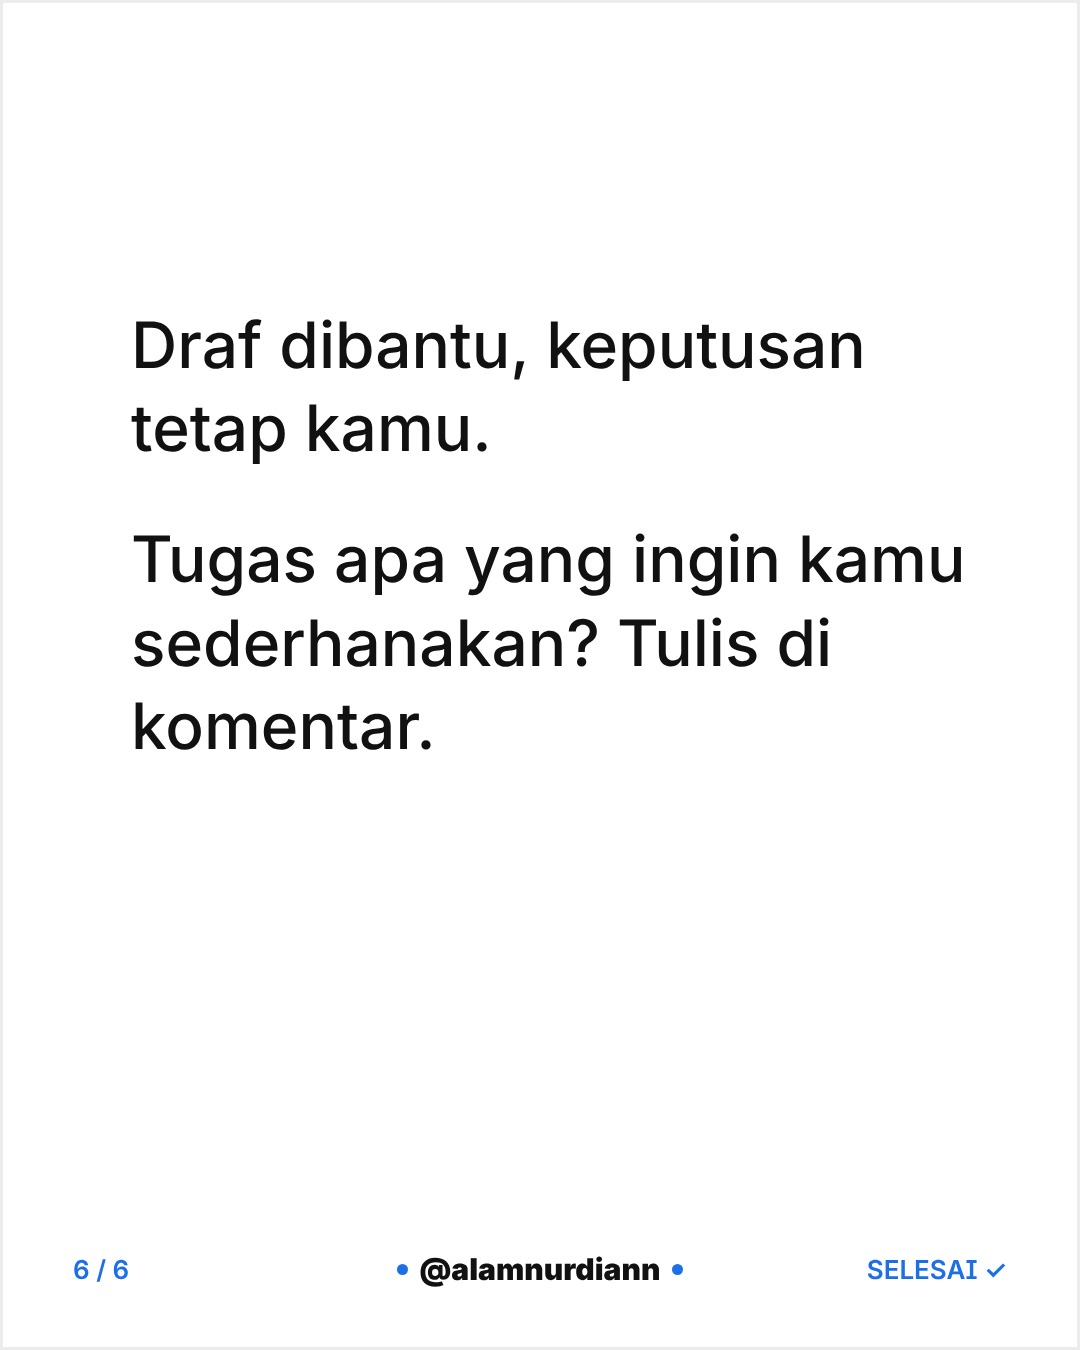 Draf dibantu, keputusan
tetap kamu.
Tugas apa yang ingin kamu
sederhanakan? Tulis di
komentar.
6 / 6
• @alamnurdiann •
SELESAI ✓